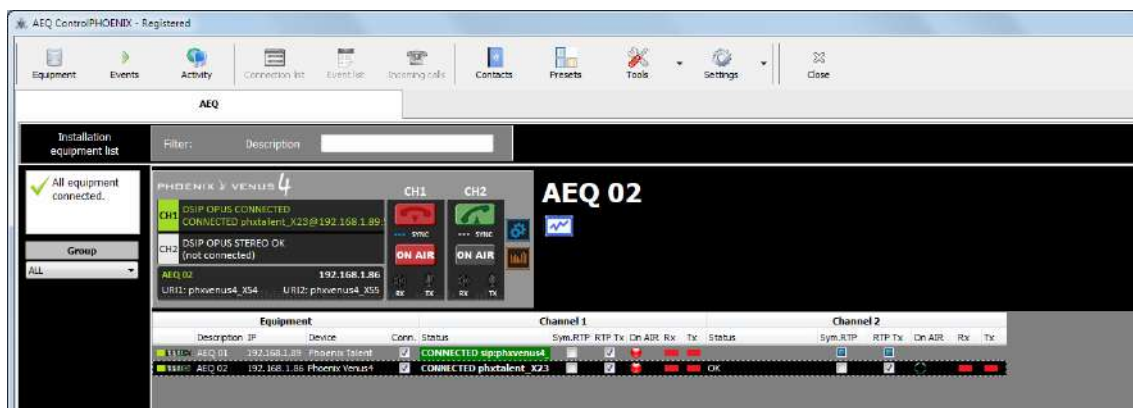 AEQ ControlPHOENIX - Registered
Equipment Events Activity Connection list Event list Incoming calls Contacts Presets Tools Settings Close
AEQ
Installation equipment list
Filter: Description
All equipment connected.
Group
ALL
PHOENIX VENUS 4
CH1 CH2
CH1 DSIP OPUS CONNECTED
CONNECTED phxtalent_X23@192.168.1.89:
CH2 DSIP OPUS STEREO OK
(not connected)
--- SYNC --- SYNC
ON AIR ON AIR
AEQ 02 192.168.1.86
URI1: phxvenus4_X54 URI2: phxvenus4_X55
RX TX RX TX
AEQ 02
Equipment Channel 1 Channel 2
Description IP Device Conn. Status Sym.RTP RTP Tx On AIR Rx Tx Status Sym.RTP RTP Tx On AIR Rx Tx
AEQ 01 192.168.1.89 Phoenix Talent CONNECTED sip:phxvenus4_
AEQ 02 192.168.1.86 Phoenix Venus4 CONNECTED phxtalent_X23 OK